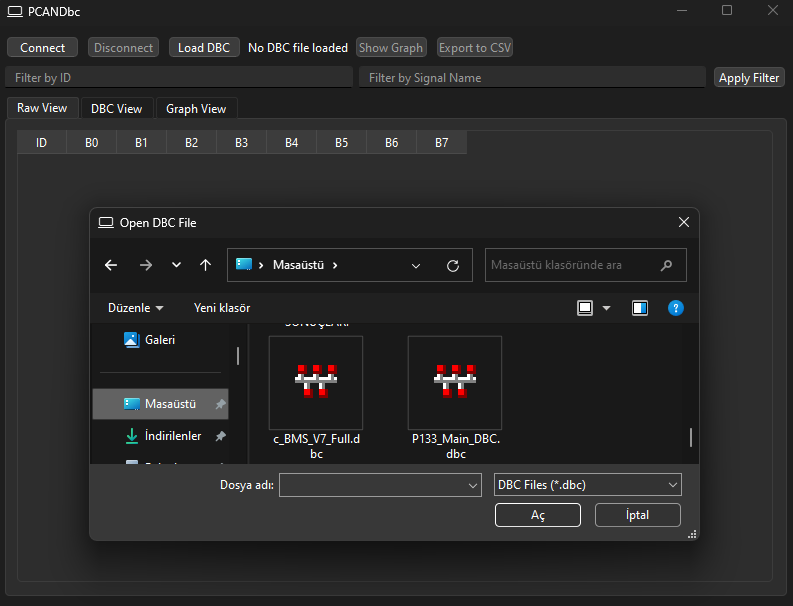 PCANDbc
Connect Disconnect Load DBC No DBC file loaded Show Graph Export to CSV
Filter by ID Filter by Signal Name Apply Filter
Raw View DBC View Graph View
ID B0 B1 B2 B3 B4 B5 B6 B7
Open DBC File
Masaüstü Masaüstü klasöründe ara
Düzenle Yeni klasör
SONUÇLARI
Galeri
Masaüstü
İndirilenler
c_BMS_V7_Full.d
bc
P133_Main_DBC.
dbc
Dosya adı: DBC Files (*.dbc)
Aç İptal